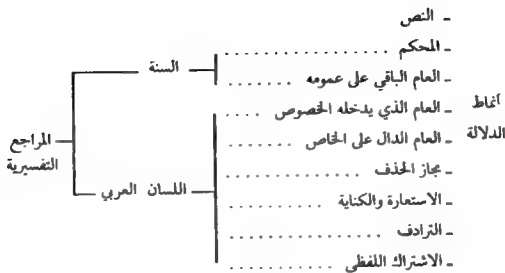 - النص
- المحكم . . . . . . . . . . . . . . .
- العام الباقي على عمومه
- العام الذي يدخله الخصوص . . . .
- العام الدال على الخاص . . . . .
- مجاز الحذف . . . . . . . . . . . .
- الاستعارة والكناية . . . . . . . . .
- الترادف . . . . . . . . . . . . . . .
- الاشتراك اللفظي . . . . . . . . . .
أنماط
الدلالة
السنة
اللسان العربي
المراجع
التفسيرية